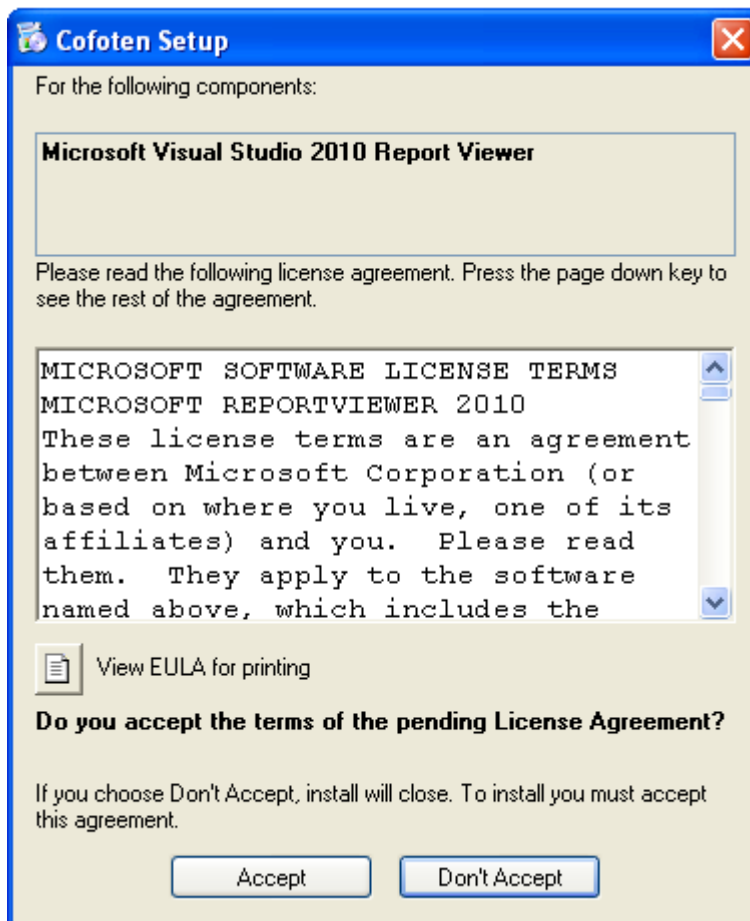 Cofoten Setup
For the following components:
Microsoft Visual Studio 2010 Report Viewer
Please read the following license agreement. Press the page down key to
see the rest of the agreement.
MICROSOFT SOFTWARE LICENSE TERMS
MICROSOFT REPORTVIEWER 2010
These license terms are an agreement
between Microsoft Corporation (or
based on where you live, one of its
affiliates) and you.  Please read
them.  They apply to the software
named above, which includes the
View EULA for printing
Do you accept the terms of the pending License Agreement?
If you choose Don't Accept, install will close. To install you must accept
this agreement.
Accept
Don't Accept